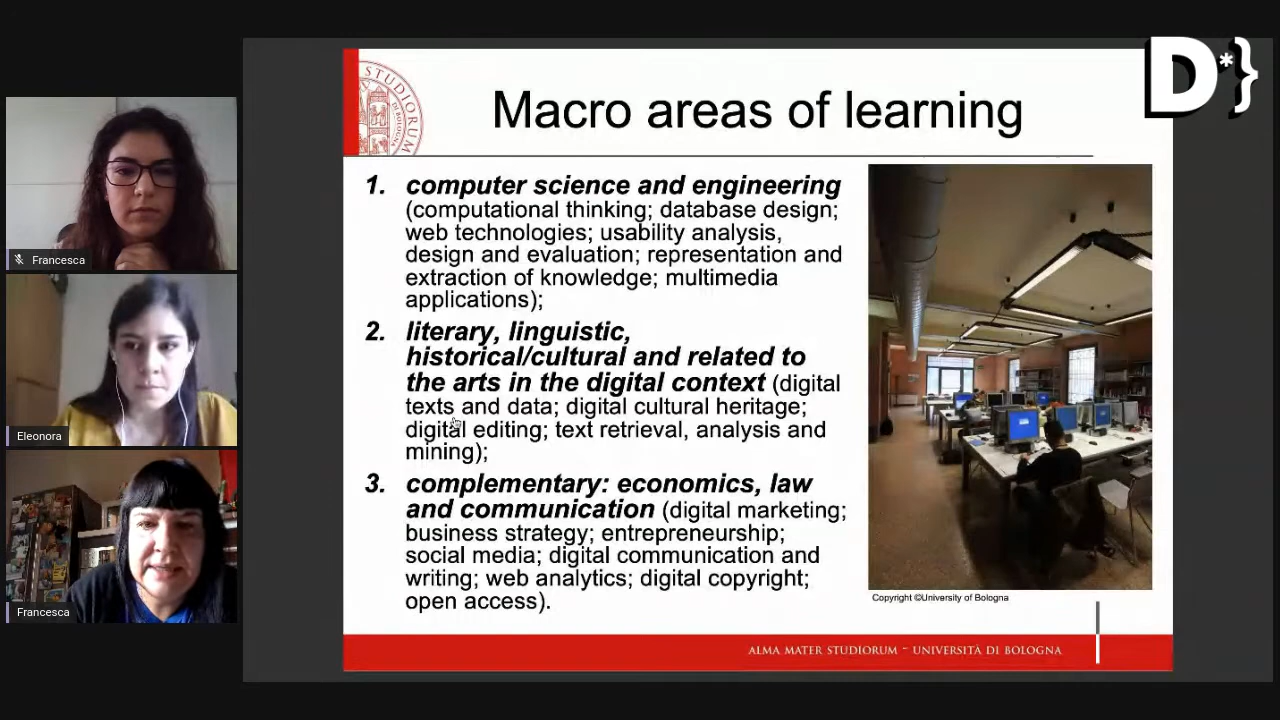 Francesca
Eleonora
Francesca
D*}
STUDIORUM
Macro areas of learning
1. computer science and engineering
(computational thinking; database design;
web technologies; usability analysis,
design and evaluation; representation and
extraction of knowledge; multimedia
applications);
2. literary, linguistic,
historical/cultural and related to
the arts in the digital context (digital
texts and data; digital cultural heritage;
digital editing; text retrieval, analysis and
mining);
3. complementary: economics, law
and communication (digital marketing;
business strategy; entrepreneurship;
social media; digital communication and
writing; web analytics; digital copyright;
open access).
Copyright ©University of Bologna
ALMA MATER STUDIORUM ~ UNIVERSITÀ DI BOLOGNA